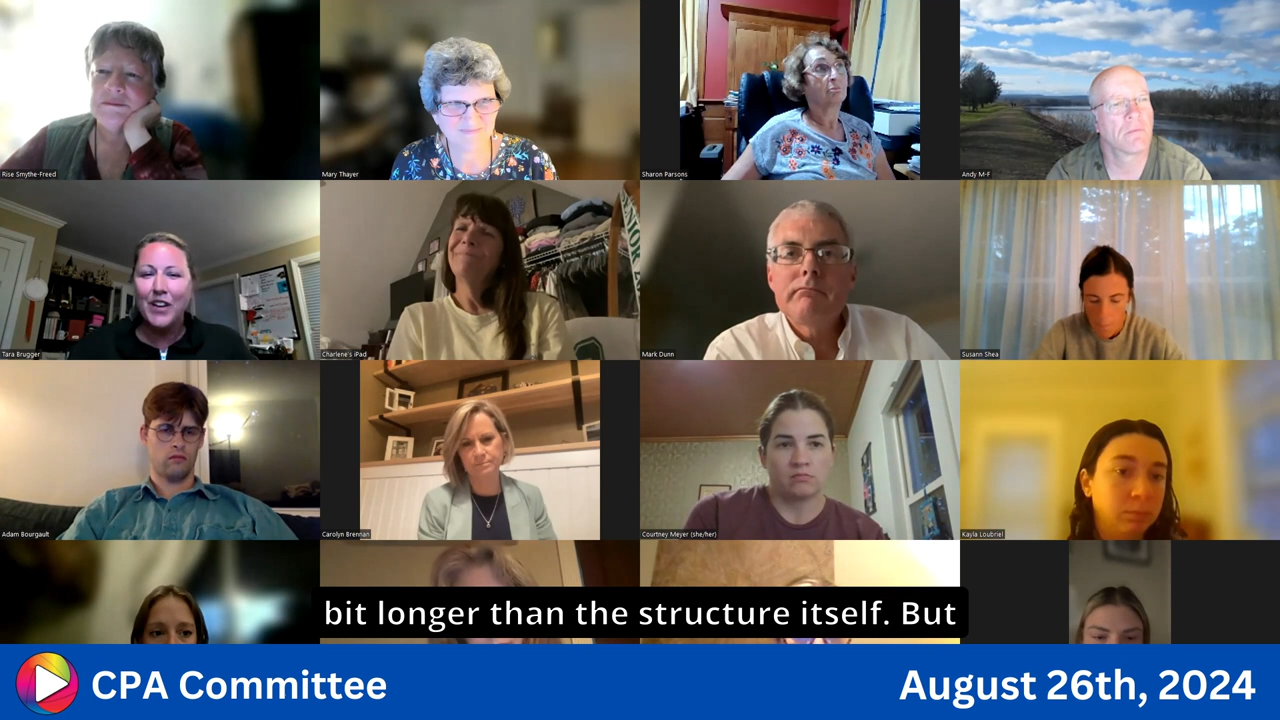 Rise Smythe-Freed
Mary Thayer
Sharon Parsons
Andy M-F
Tara Brugger
Charlene's iPad
Mark Dunn
Susann Shea
Adam Bourgault
Carolyn Brennan
Courtney Meyer (she/her)
Kayla Loubriel
bit longer than the structure itself. But
CPA Committee
August 26th, 2024